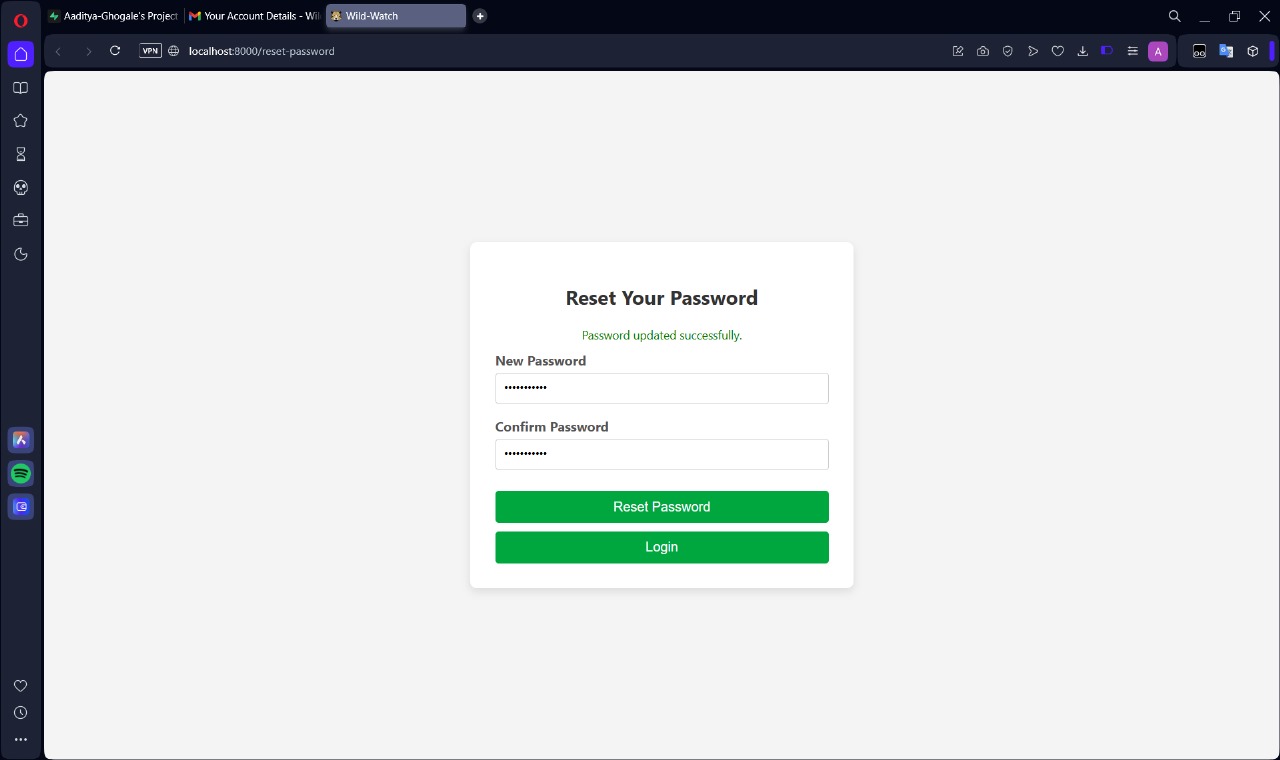 Aaditya-Ghogale's Project
Your Account Details - Wil
Wild-Watch
VPN
localhost:8000/reset-password
A
Reset Your Password
Password updated successfully.
New Password
•••••••••••
Confirm Password
•••••••••••
Reset Password
Login